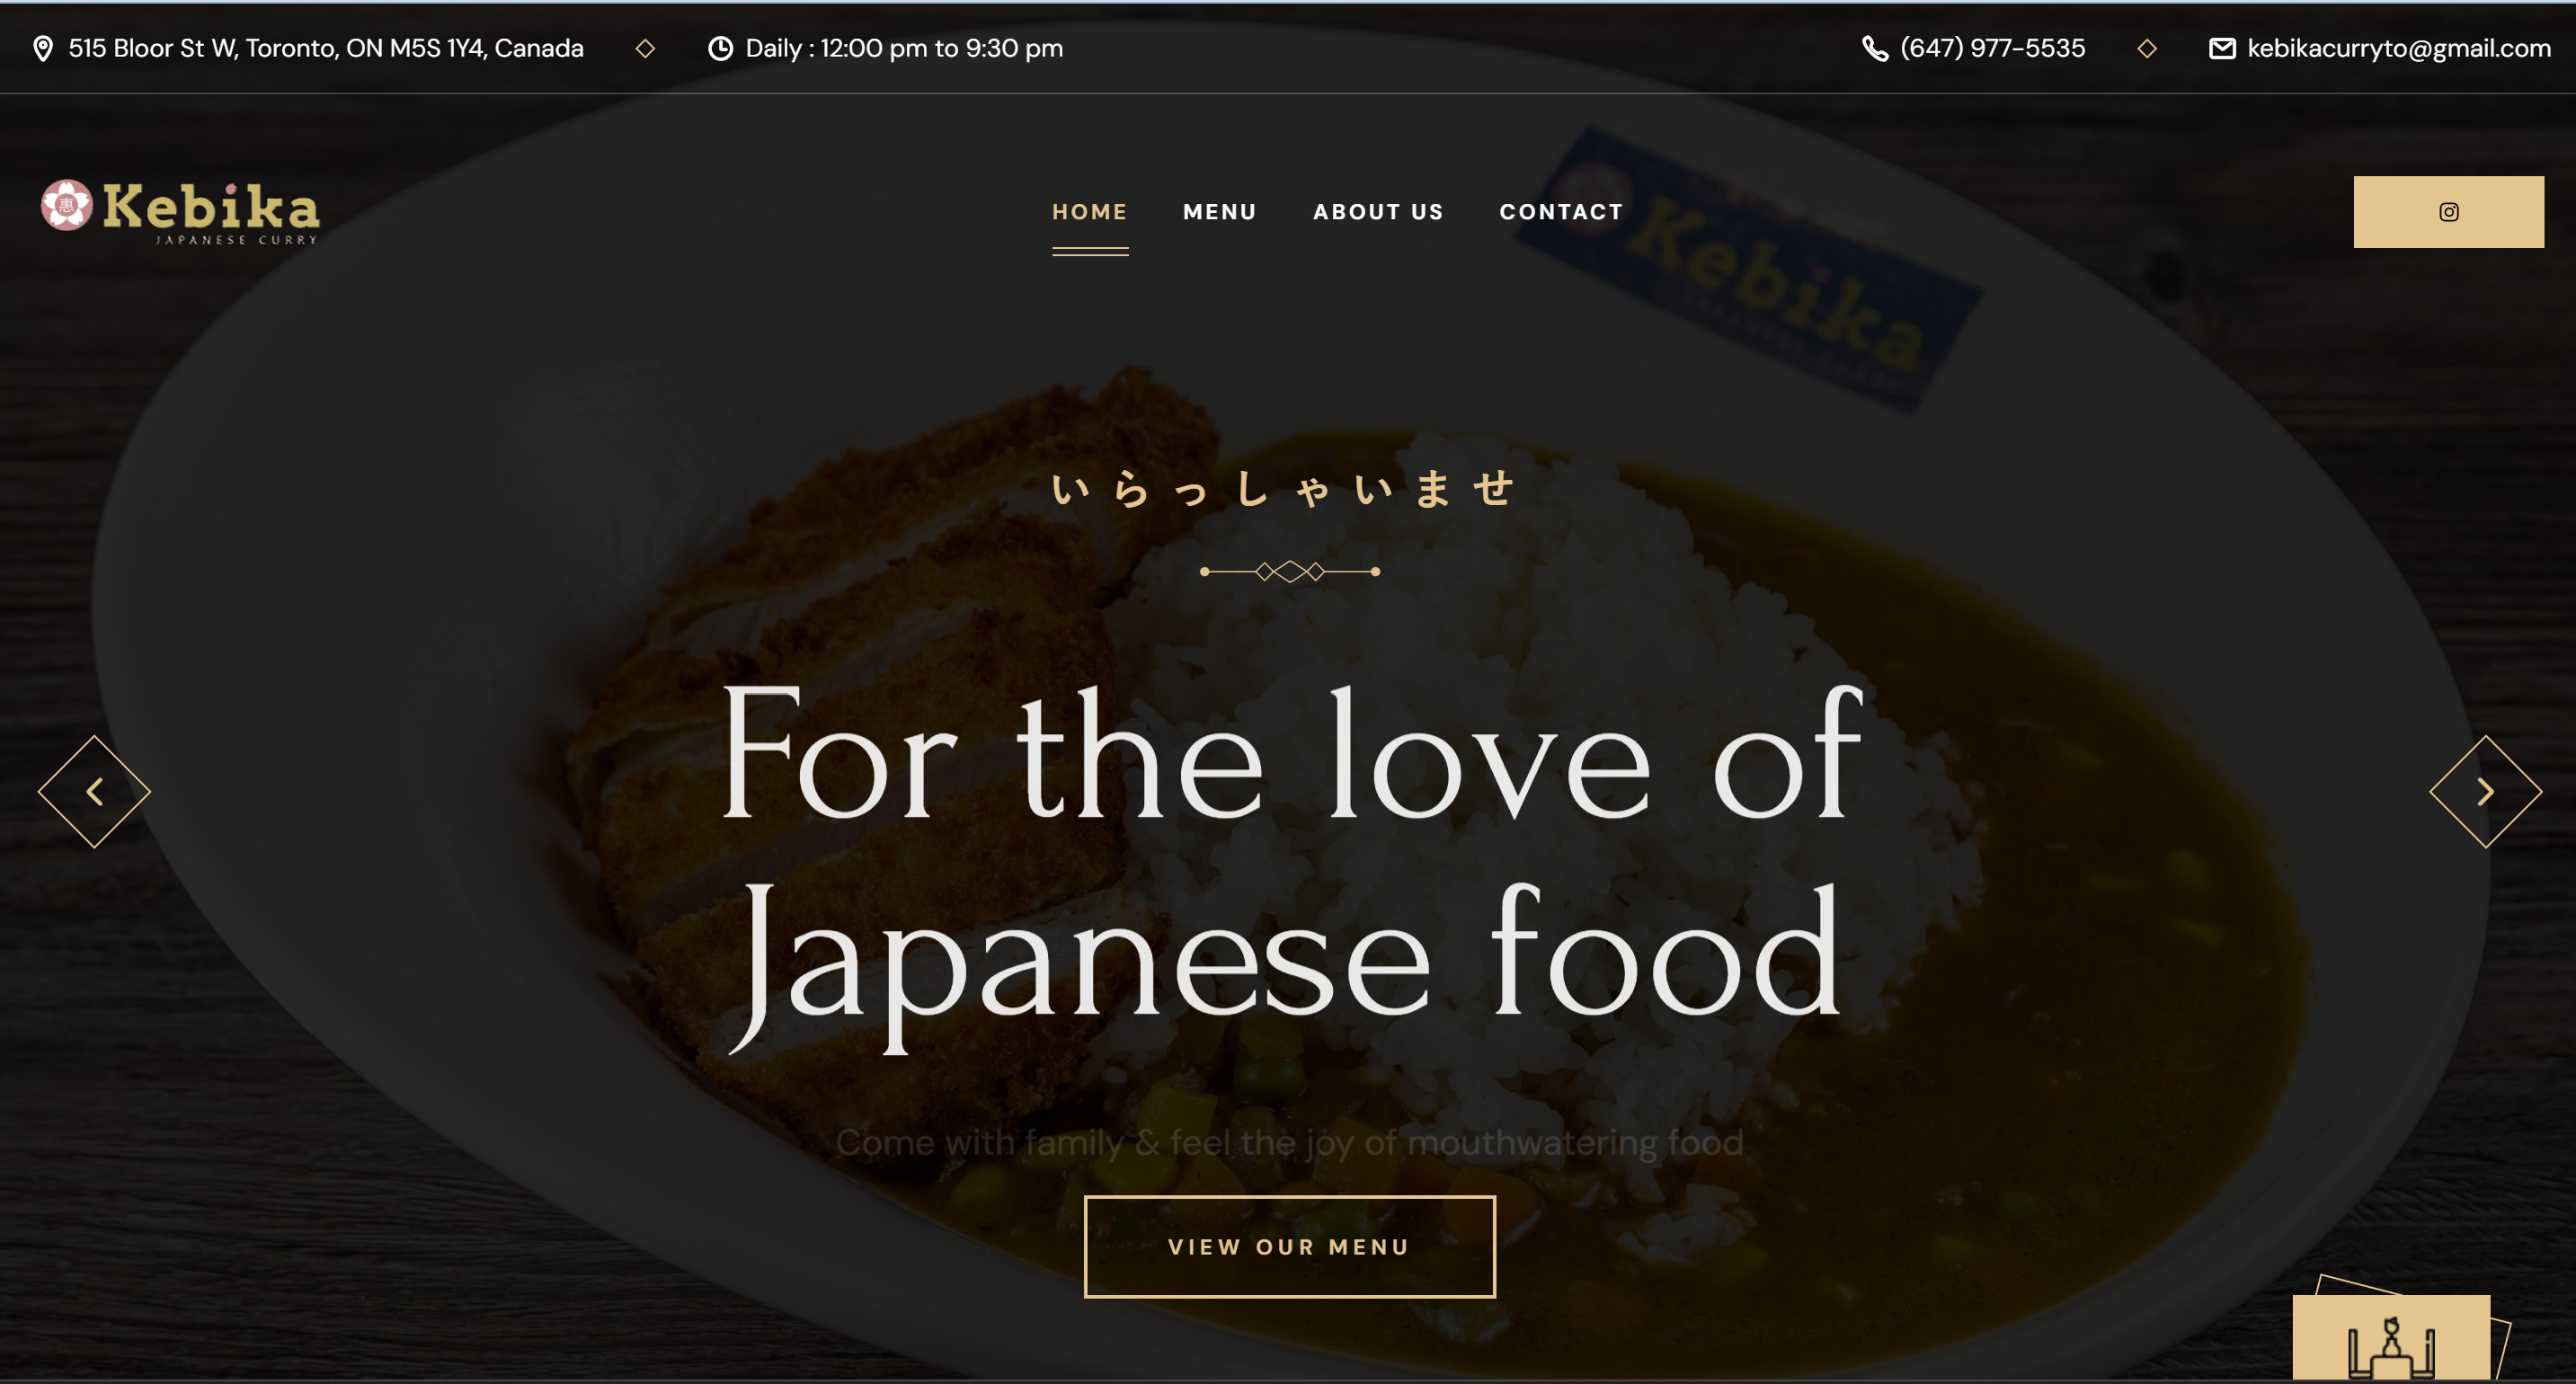 515 Bloor St W, Toronto, ON M5S 1Y4, Canada
Daily : 12:00 pm to 9:30 pm
(647) 977-5535
kebikacurryto@gmail.com
惠
Kebika
JAPANESE CURRY
HOME
MENU
ABOUT US
CONTACT
Kebika
いらっしゃいませ
For the love of
Japanese food
Come with family & feel the joy of mouthwatering food
VIEW OUR MENU